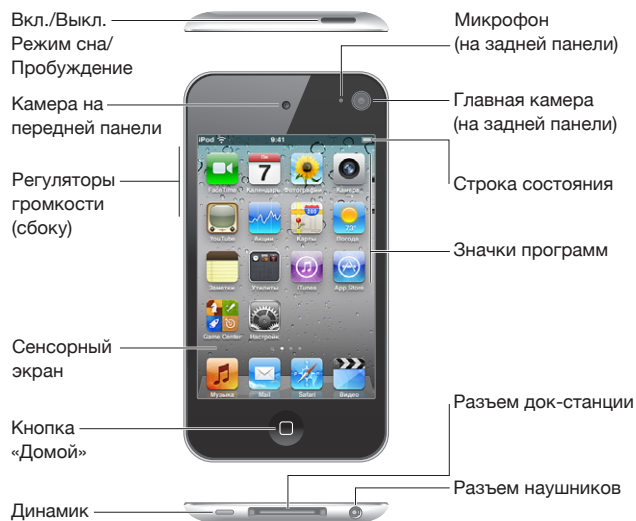 Вкл./Выкл.
Режим сна/
Пробуждение
Камера на
передней панели
Регуляторы
громкости
(сбоку)
Сенсорный
экран
Кнопка
«Домой»
Динамик
iPod 9:41
FaceTime Календарь Фотографии Камера
Thu
7
YouTube Акции Карты Погода
280
73°
Заметки Утилиты iTunes App Store
Game Center Настройки
Музыка Mail Safari Видео
Микрофон
(на задней панели)
Главная камера
(на задней панели)
Строка состояния
Значки программ
Разъем док-станции
Разъем наушников